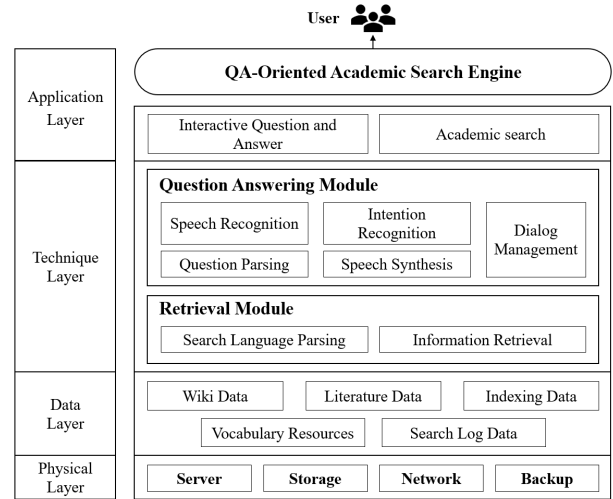 User
QA-Oriented Academic Search Engine
Application
Layer
Interactive Question and
Answer
Academic search
Technique
Layer
Question Answering Module
Speech Recognition
Intention
Recognition
Dialog
Management
Question Parsing
Speech Synthesis
Retrieval Module
Search Language Parsing
Information Retrieval
Data
Layer
Wiki Data
Literature Data
Indexing Data
Vocabulary Resources
Search Log Data
Physical
Layer
Server
Storage
Network
Backup